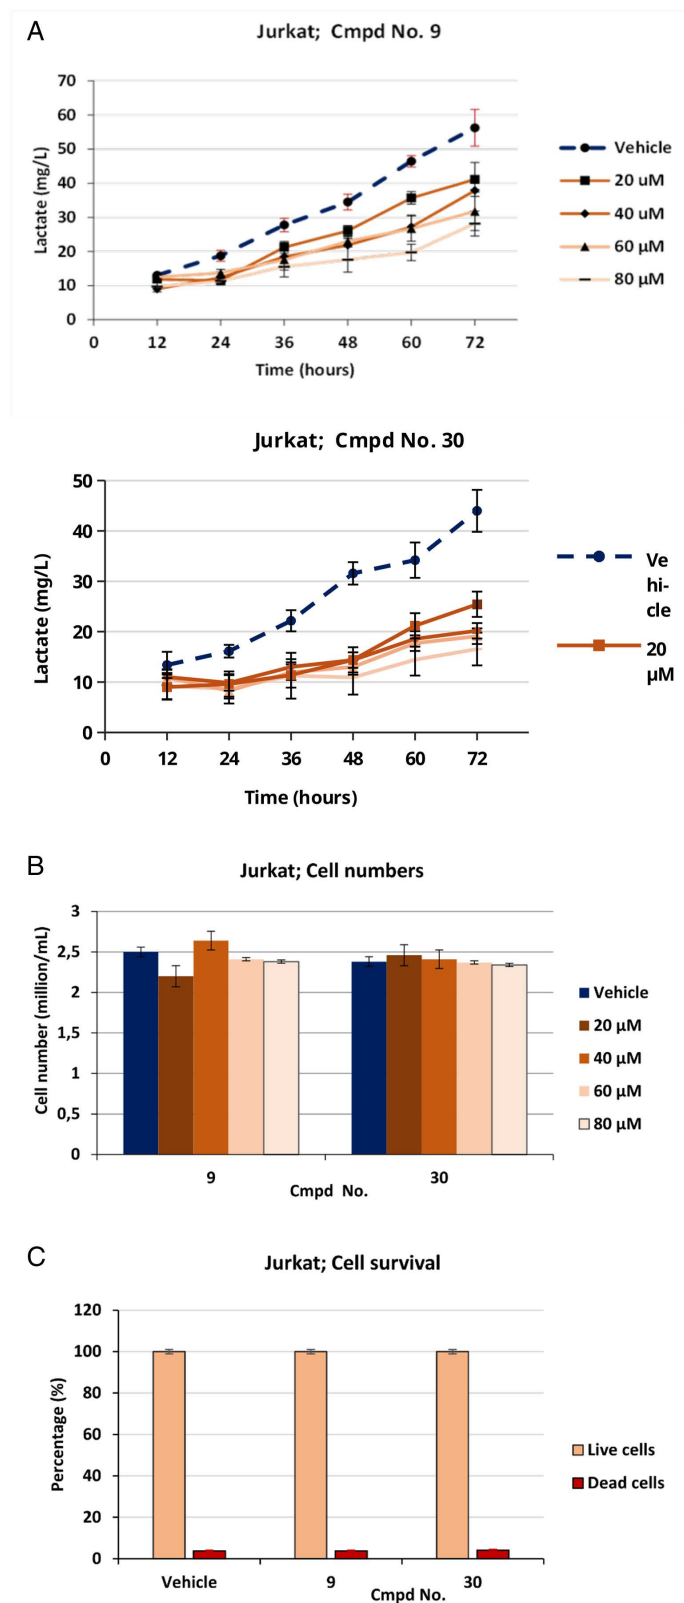 A
Jurkat; Cmpd No. 9
70
60
50
40
30
20
10
0
Lactate (mg/L)
0 12 24 36 48 60 72
Time (hours)
Vehicle
20 uM
40 uM
60 µM
80 µM
Jurkat; Cmpd No. 30
50
40
30
20
10
0
Lactate (mg/L)
0 12 24 36 48 60 72
Time (hours)
Ve
hi-
cle
20
µM
B
Jurkat; Cell numbers
3
2,5
2
1,5
1
0,5
0
Cell number (million/mL)
9 30
Cmpd No.
Vehicle
20 µM
40 µM
60 µM
80 µM
C
Jurkat; Cell survival
120
100
80
60
40
20
0
Percentage (%)
Vehicle 9 30
Cmpd No.
Live cells
Dead cells